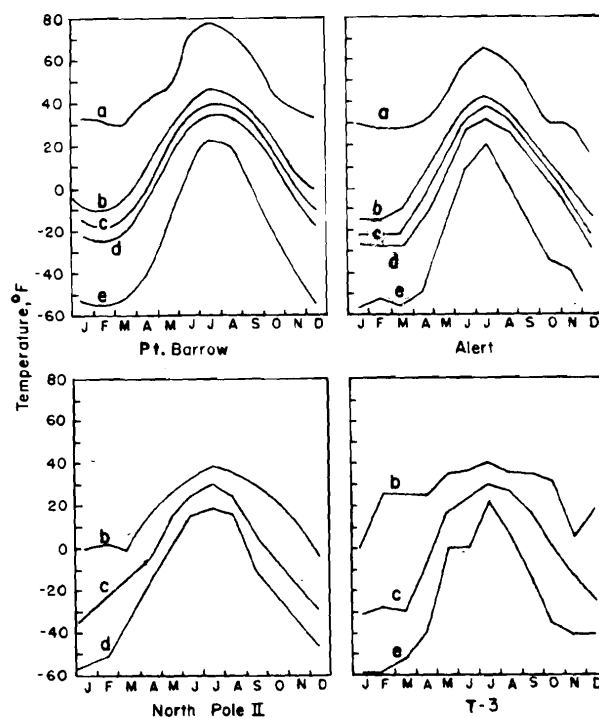 80
60
40
20
0
-20
-40
-60
a
b
c
d
e
J F M A M J J A S O N D
Pt. Barrow
a
b
c
d
e
J F M A M J J A S O N D
Alert
Temperature, °F
80
60
40
20
0
-20
-40
-60
b
c
d
J F M A M J J A S O N D
North Pole II
b
c
e
J F M A M J J A S O N D
T-3